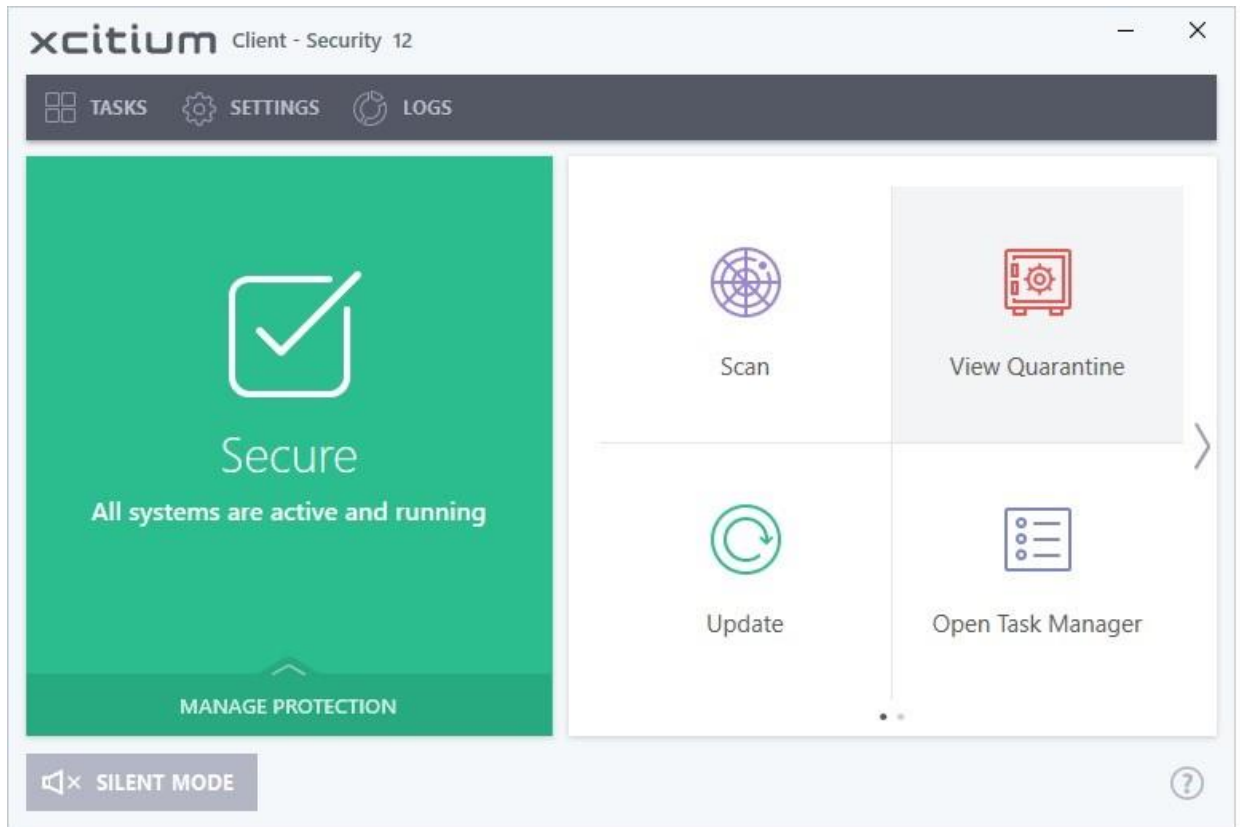 xcitium Client - Security 12
TASKS SETTINGS LOGS
Secure
All systems are active and running
MANAGE PROTECTION
Scan
View Quarantine
Update
Open Task Manager
SILENT MODE
?